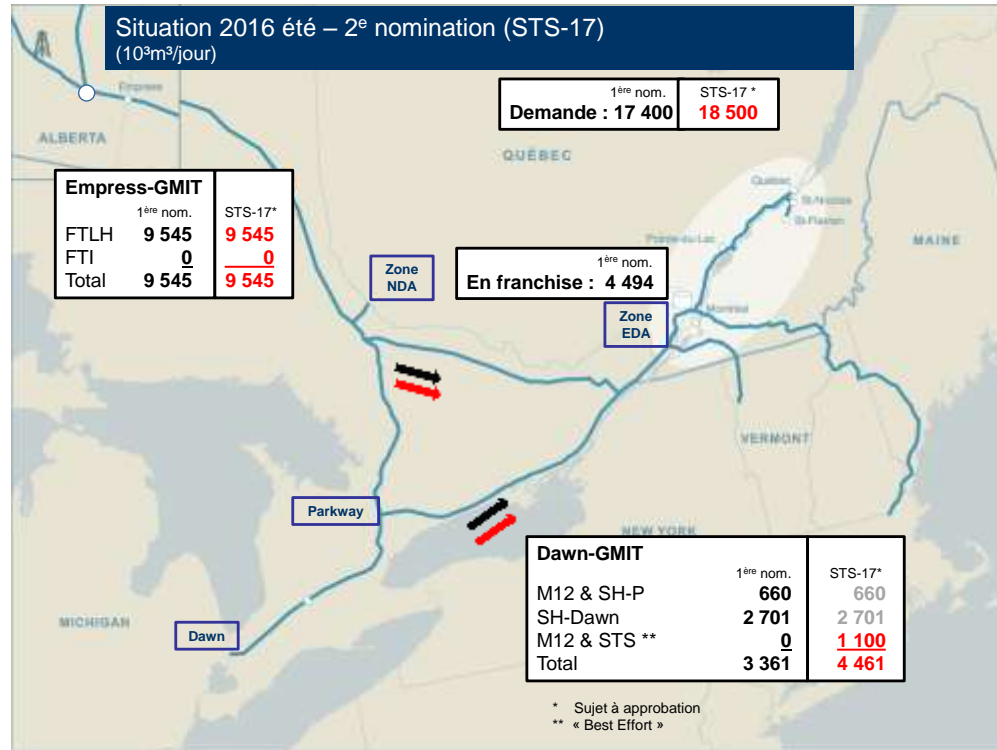 Situation 2016 été – 2e nomination (STS-17)
(10³m³/jour)
Empress
ALBERTA
1ère nom. STS-17 *
Demande : 17 400 18 500
QUÉBEC
Empress-GMIT
1ère nom. STS-17*
FTLH 9 545 9 545
FTI 0 0
Total 9 545 9 545
Québec
St-Nicolas
St-Flavien
Pointe-du-Lac
MAINE
Zone
NDA
1ère nom.
En franchise : 4 494
Montréal
Zone
EDA
VERMONT
Parkway
NEW YORK
Dawn-GMIT
1ère nom. STS-17*
M12 & SH-P 660 660
SH-Dawn 2 701 2 701
M12 & STS ** 0 1 100
Total 3 361 4 461
MICHIGAN
Dawn
* Sujet à approbation
** « Best Effort »